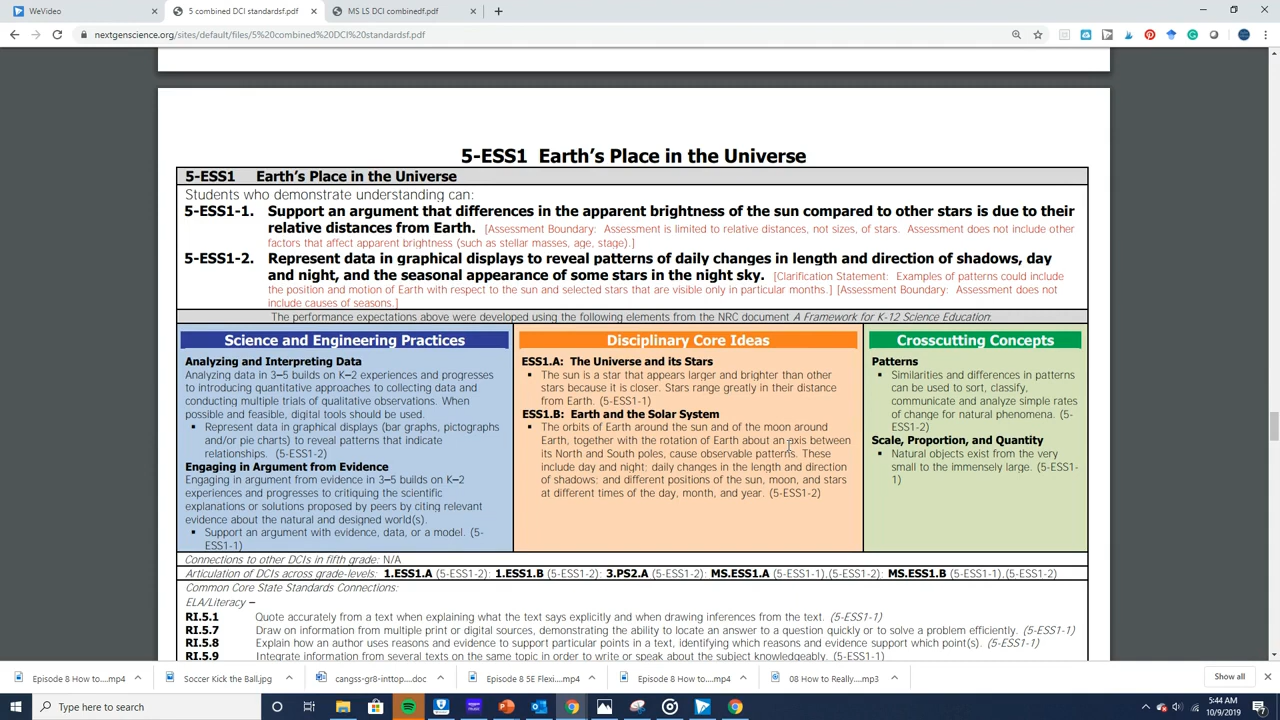 WeVideo
5 combined DCI standardsf.pdf
MS LS DCI combinedf.pdf
nextgenscience.org/sites/default/files/5%20combined%20DCI%20standardsf.pdf
5-ESS1 Earth's Place in the Universe
5-ESS1 Earth's Place in the Universe
Students who demonstrate understanding can:
5-ESS1-1. Support an argument that differences in the apparent brightness of the sun compared to other stars is due to their
relative distances from Earth. [Assessment Boundary: Assessment is limited to relative distances, not sizes, of stars. Assessment does not include other
factors that affect apparent brightness (such as stellar masses, age, stage).]
5-ESS1-2. Represent data in graphical displays to reveal patterns of daily changes in length and direction of shadows, day
and night, and the seasonal appearance of some stars in the night sky. [Clarification Statement: Examples of patterns could include
the position and motion of Earth with respect to the sun and selected stars that are visible only in particular months.] [Assessment Boundary: Assessment does not
include causes of seasons.]
The performance expectations above were developed using the following elements from the NRC document A Framework for K-12 Science Education:
Science and Engineering Practices
Analyzing and Interpreting Data
Analyzing data in 3–5 builds on K–2 experiences and progresses
to introducing quantitative approaches to collecting data and
conducting multiple trials of qualitative observations. When
possible and feasible, digital tools should be used.
▪ Represent data in graphical displays (bar graphs, pictographs
and/or pie charts) to reveal patterns that indicate
relationships. (5-ESS1-2)
Engaging in Argument from Evidence
Engaging in argument from evidence in 3–5 builds on K–2
experiences and progresses to critiquing the scientific
explanations or solutions proposed by peers by citing relevant
evidence about the natural and designed world(s).
▪ Support an argument with evidence, data, or a model. (5-
ESS1-1)
Disciplinary Core Ideas
ESS1.A: The Universe and its Stars
▪ The sun is a star that appears larger and brighter than other
stars because it is closer. Stars range greatly in their distance
from Earth. (5-ESS1-1)
ESS1.B: Earth and the Solar System
▪ The orbits of Earth around the sun and of the moon around
Earth, together with the rotation of Earth about an axis between
its North and South poles, cause observable patterns. These
include day and night; daily changes in the length and direction
of shadows; and different positions of the sun, moon, and stars
at different times of the day, month, and year. (5-ESS1-2)
Crosscutting Concepts
Patterns
▪ Similarities and differences in patterns
can be used to sort, classify,
communicate and analyze simple rates
of change for natural phenomena. (5-
ESS1-2)
Scale, Proportion, and Quantity
▪ Natural objects exist from the very
small to the immensely large. (5-ESS1-
1)
Connections to other DCIs in fifth grade: N/A
Articulation of DCIs across grade-levels: 1.ESS1.A (5-ESS1-2); 1.ESS1.B (5-ESS1-2); 3.PS2.A (5-ESS1-2); MS.ESS1.A (5-ESS1-1),(5-ESS1-2); MS.ESS1.B (5-ESS1-1),(5-ESS1-2)
Common Core State Standards Connections:
ELA/Literacy –
RI.5.1 Quote accurately from a text when explaining what the text says explicitly and when drawing inferences from the text. (5-ESS1-1)
RI.5.7 Draw on information from multiple print or digital sources, demonstrating the ability to locate an answer to a question quickly or to solve a problem efficiently. (5-ESS1-1)
RI.5.8 Explain how an author uses reasons and evidence to support particular points in a text, identifying which reasons and evidence support which point(s). (5-ESS1-1)
RI.5.9 Integrate information from several texts on the same topic in order to write or speak about the subject knowledgeably. (5-ESS1-1)
Episode 8 How to....mp4
Soccer Kick the Ball.jpg
cangss-gr8-inttop....doc
Episode 8 5E Flexi....mp4
Episode 8 How to....mp4
08 How to Really....mp3
Show all
Type here to search
5:44 AM
10/9/2019